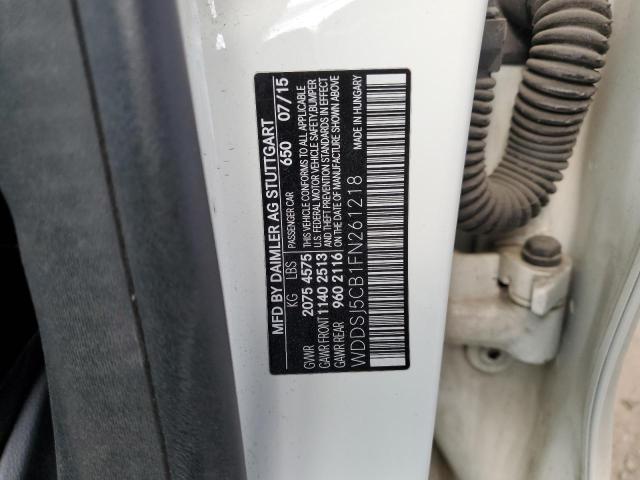 MFD BY DAIMLER AG STUTTGART
PASSENGER CAR 650 07/15
KG LBS
GVWR 2075 4575
GAWR FRONT 1140 2513
GAWR REAR 960 2116
THIS VEHICLE CONFORMS TO ALL APPLICABLE
U.S. FEDERAL MOTOR VEHICLE SAFETY, BUMPER
AND THEFT PREVENTION STANDARDS IN EFFECT
ON THE DATE OF MANUFACTURE SHOWN ABOVE
WDDSJ5CB1FN261218
MADE IN HUNGARY